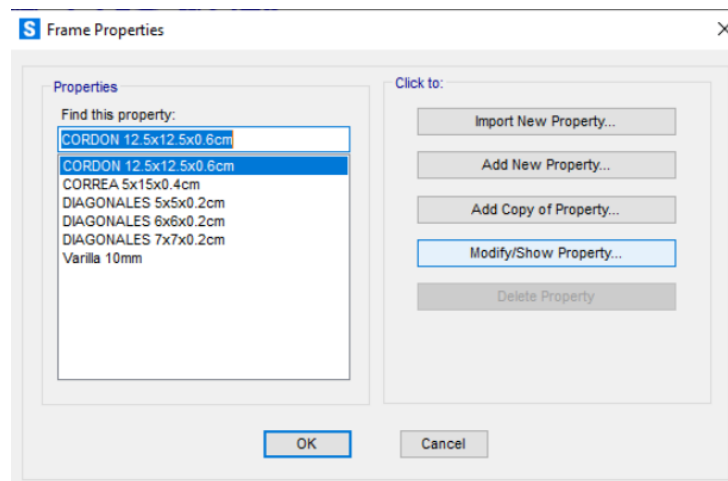 S Frame Properties
Properties
Find this property:
CORDON 12.5x12.5x0.6cm
CORDON 12.5x12.5x0.6cm
CORREA 5x15x0.4cm
DIAGONALES 5x5x0.2cm
DIAGONALES 6x6x0.2cm
DIAGONALES 7x7x0.2cm
Varilla 10mm
Click to:
Import New Property...
Add New Property...
Add Copy of Property...
Modify/Show Property...
Delete Property
OK
Cancel